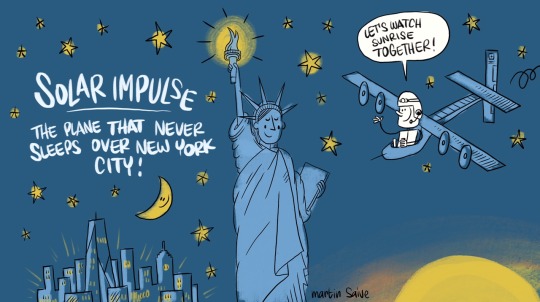 SOLAR IMPULSE
THE PLANE THAT NEVER
SLEEPS OVER NEW YORK
CITY!
LET'S WATCH
SUNRISE
TOGETHER!
martin Saive